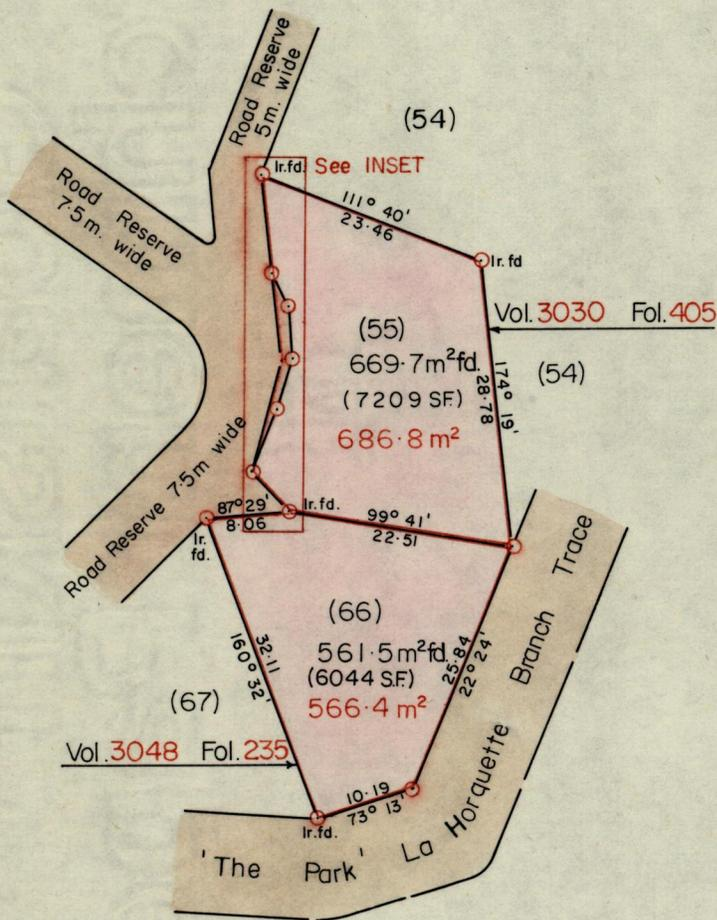 Road Reserve
5m. wide
(54)
Ir.fd. See INSET
Road Reserve
7·5m. wide
111° 40'
23·46
Ir. fd
Vol.3030 Fol.405
(55)
669·7m²fd.
(7209 SF.)
686·8m²
174° 19'
28·78
(54)
Road Reserve 7·5m wide
87° 29'
8·06
Ir.fd.
99° 41'
22·51
Ir.
fd.
(66)
561·5m²fd.
(6044 S.F.)
566·4m²
32·11
160° 32'
25·84
22° 24'
(67)
Vol.3048 Fol.235
10·19
73° 13'
Ir.fd.
'The Park' La Horquette Branch Trace